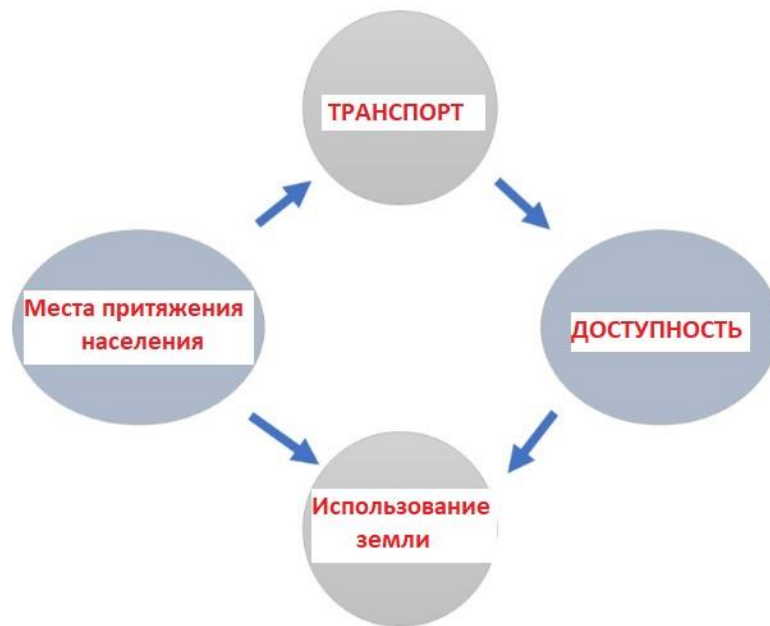 ТРАНСПОРТ
Места притяжения
населения
ДОСТУПНОСТЬ
Использование
земли